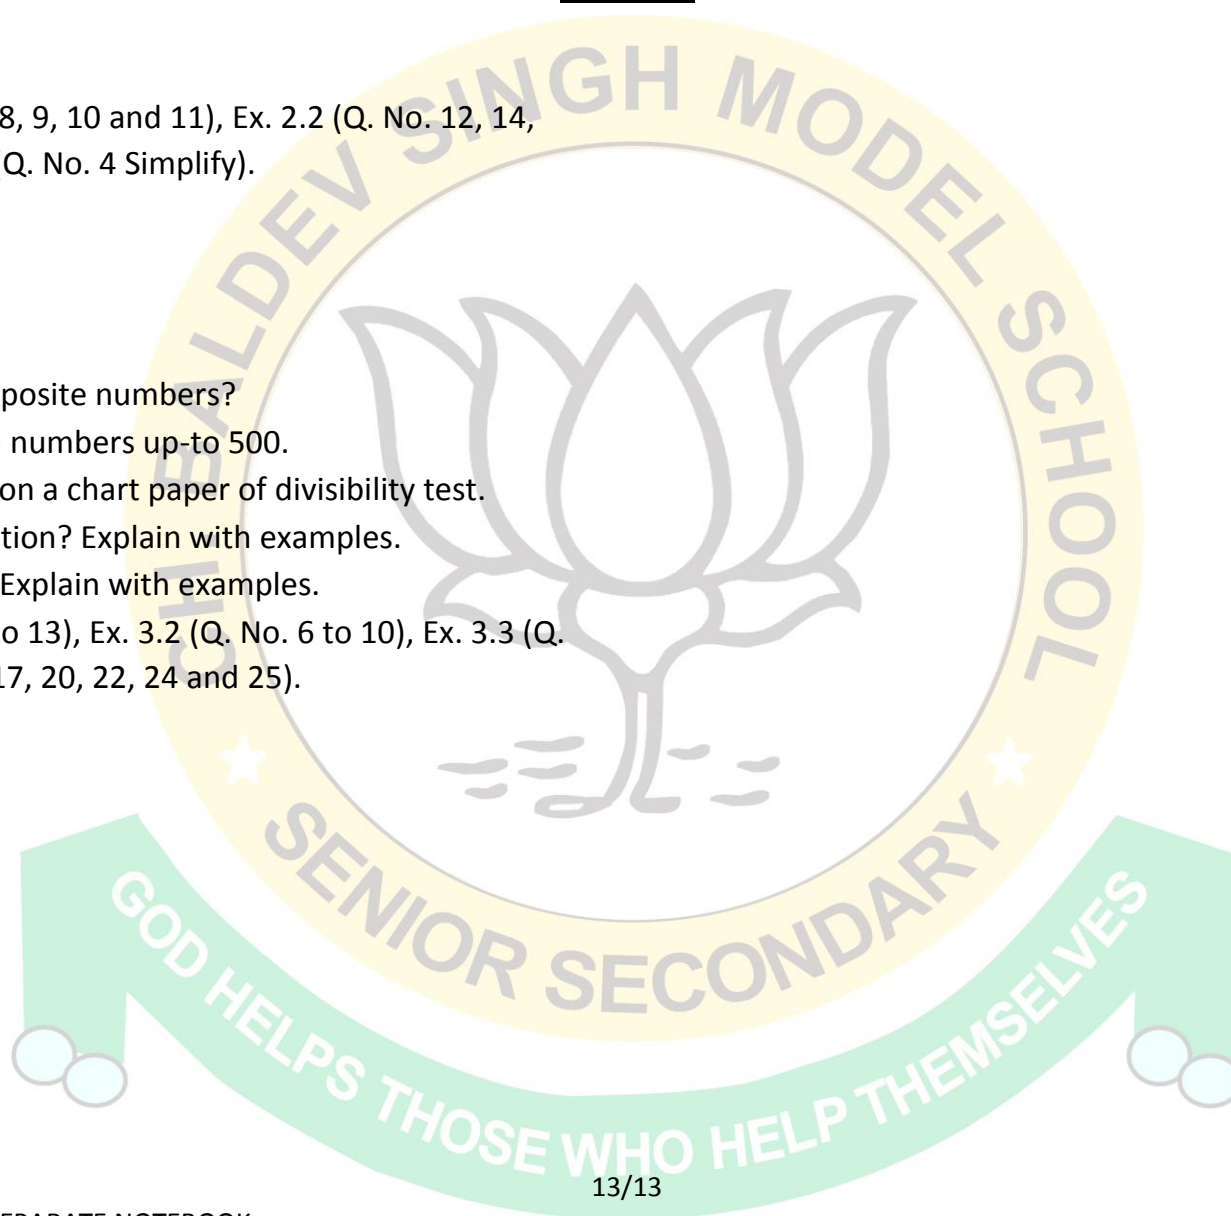 8, 9, 10 and 11), Ex. 2.2 (Q. No. 12, 14,
(Q. No. 4 Simplify).
posite numbers?
numbers up-to 500.
on a chart paper of divisibility test.
tion? Explain with examples.
Explain with examples.
o 13), Ex. 3.2 (Q. No. 6 to 10), Ex. 3.3 (Q.
17, 20, 22, 24 and 25).
CH BALDEV SINGH MODEL SCHOOL
SENIOR SECONDARY
GOD HELPS THOSE WHO HELP THEMSELVES
13/13